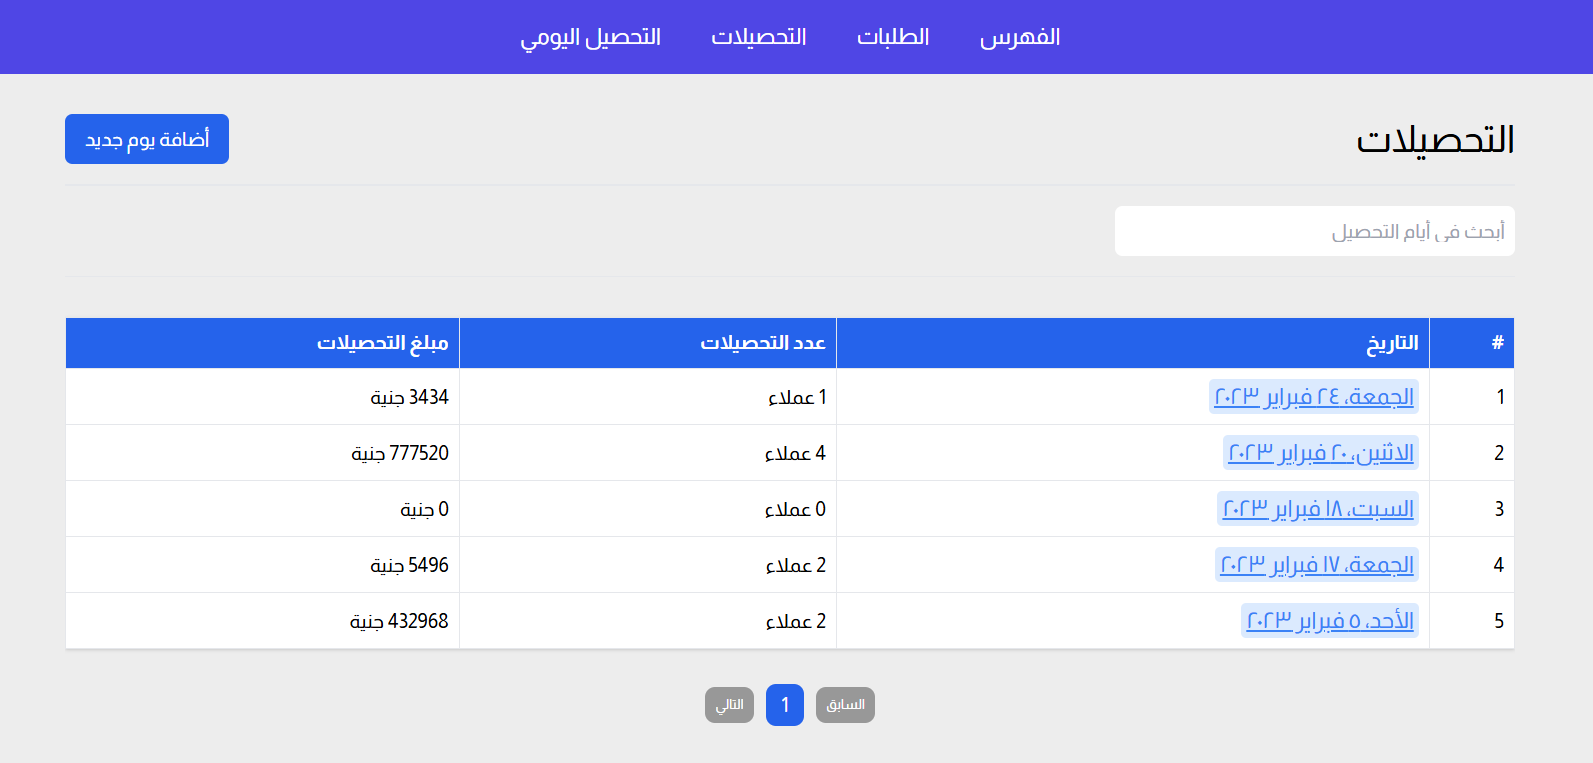 الفهرس الطلبات التحصيلات التحصيل اليومي
التحصيلات
أضافة يوم جديد
أبحث في أيام التحصيل
# التاريخ عدد التحصيلات مبلغ التحصيلات
1 الجمعة، ٢٤ فبراير ٢٠٢٣ 1 عملاء 3434 جنية
2 الاثنين، ٢٠ فبراير ٢٠٢٣ 4 عملاء 777520 جنية
3 السبت، ١٨ فبراير ٢٠٢٣ 0 عملاء 0 جنية
4 الجمعة، ١٧ فبراير ٢٠٢٣ 2 عملاء 5496 جنية
5 الأحد، ٥ فبراير ٢٠٢٣ 2 عملاء 432968 جنية
السابق 1 التالي